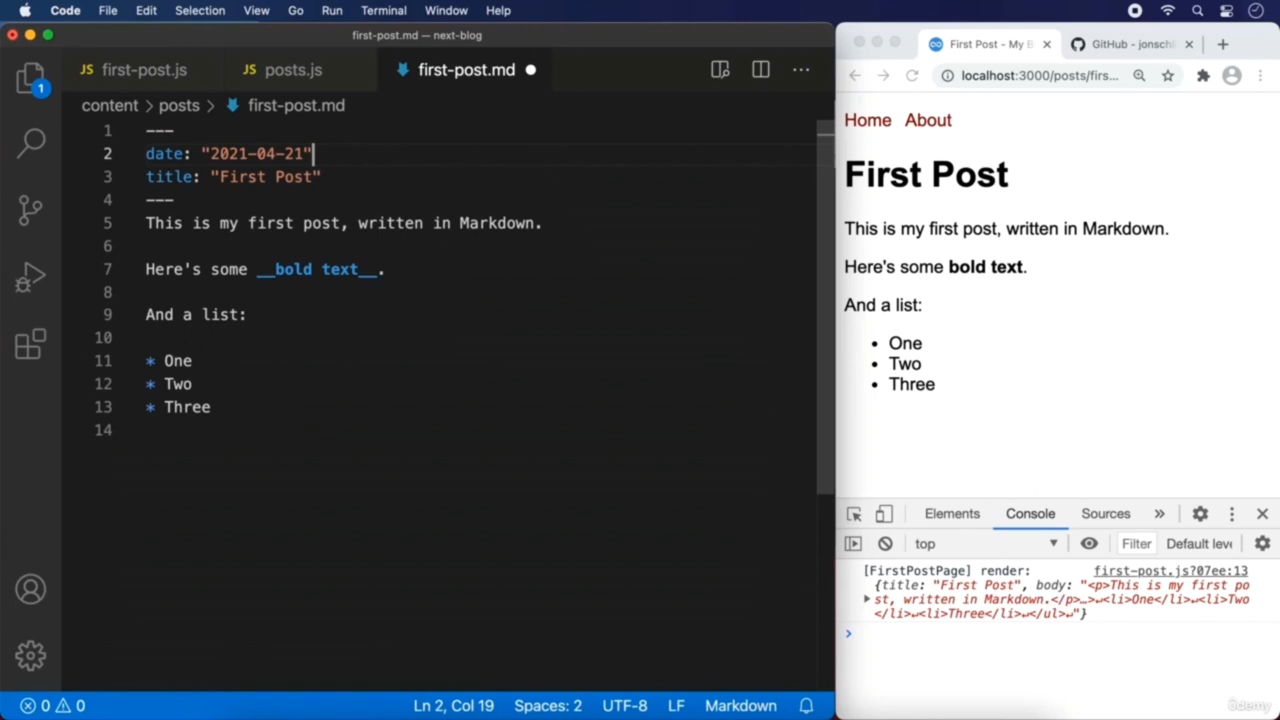 Code File Edit Selection View Go Run Terminal Window Help
first-post.md — next-blog
JS first-post.js JS posts.js first-post.md
content > posts > first-post.md
1 ---
2 date: "2021-04-21"
3 title: "First Post"
4 ---
5 This is my first post, written in Markdown.
6
7 Here's some __bold text__.
8
9 And a list:
10
11 * One
12 * Two
13 * Three
14
1
0 0 Ln 2, Col 19 Spaces: 2 UTF-8 LF Markdown
First Post - My B GitHub - jonschl
localhost:3000/posts/firs...
Home About
First Post
This is my first post, written in Markdown.
Here's some bold text.
And a list:
• One
• Two
• Three
Elements Console Sources »
top Filter Default leve
[FirstPostPage] render: first-post.js?07ee:13
{title: "First Post", body: "<p>This is my first po
st, written in Markdown.</p>…>↵<li>One</li>↵<li>Two
</li>↵<li>Three</li>↵</ul>↵"}
>
ûdemy